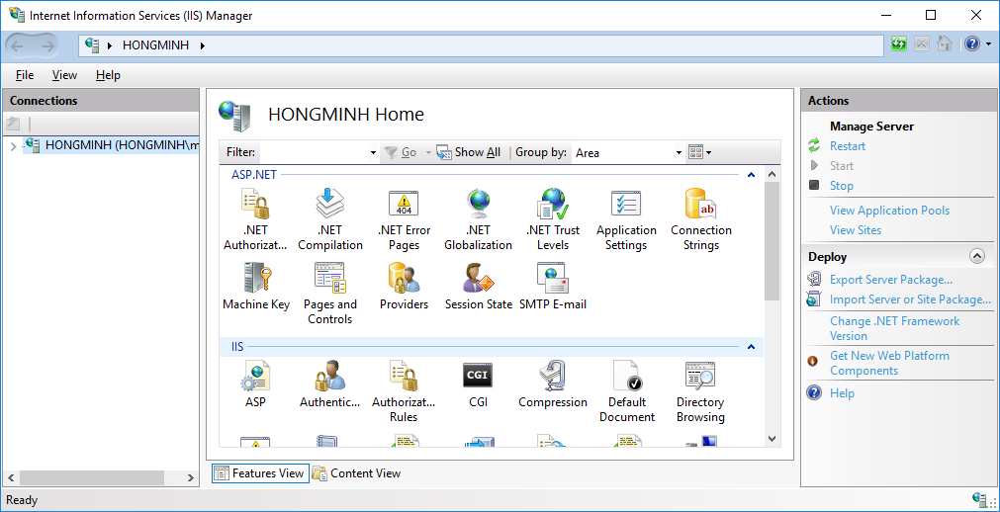 Internet Information Services (IIS) Manager
HONGMINH
File View Help
Connections
HONGMINH (HONGMINH\m
HONGMINH Home
Filter: Go Show All Group by: Area
ASP.NET
.NET Authorizat...
.NET Compilation
.NET Error Pages
404
.NET Globalization
.NET Trust Levels
Application Settings
Connection Strings
ab
Machine Key
Pages and Controls
Providers
Session State
SMTP E-mail
IIS
ASP
Authentic...
Authorizat... Rules
CGI
CGI
Compression
Default Document
Directory Browsing
Features View Content View
Actions
Manage Server
Restart
Start
Stop
View Application Pools
View Sites
Deploy
Export Server Package...
Import Server or Site Package...
Change .NET Framework
Version
Get New Web Platform
Components
Help
Ready